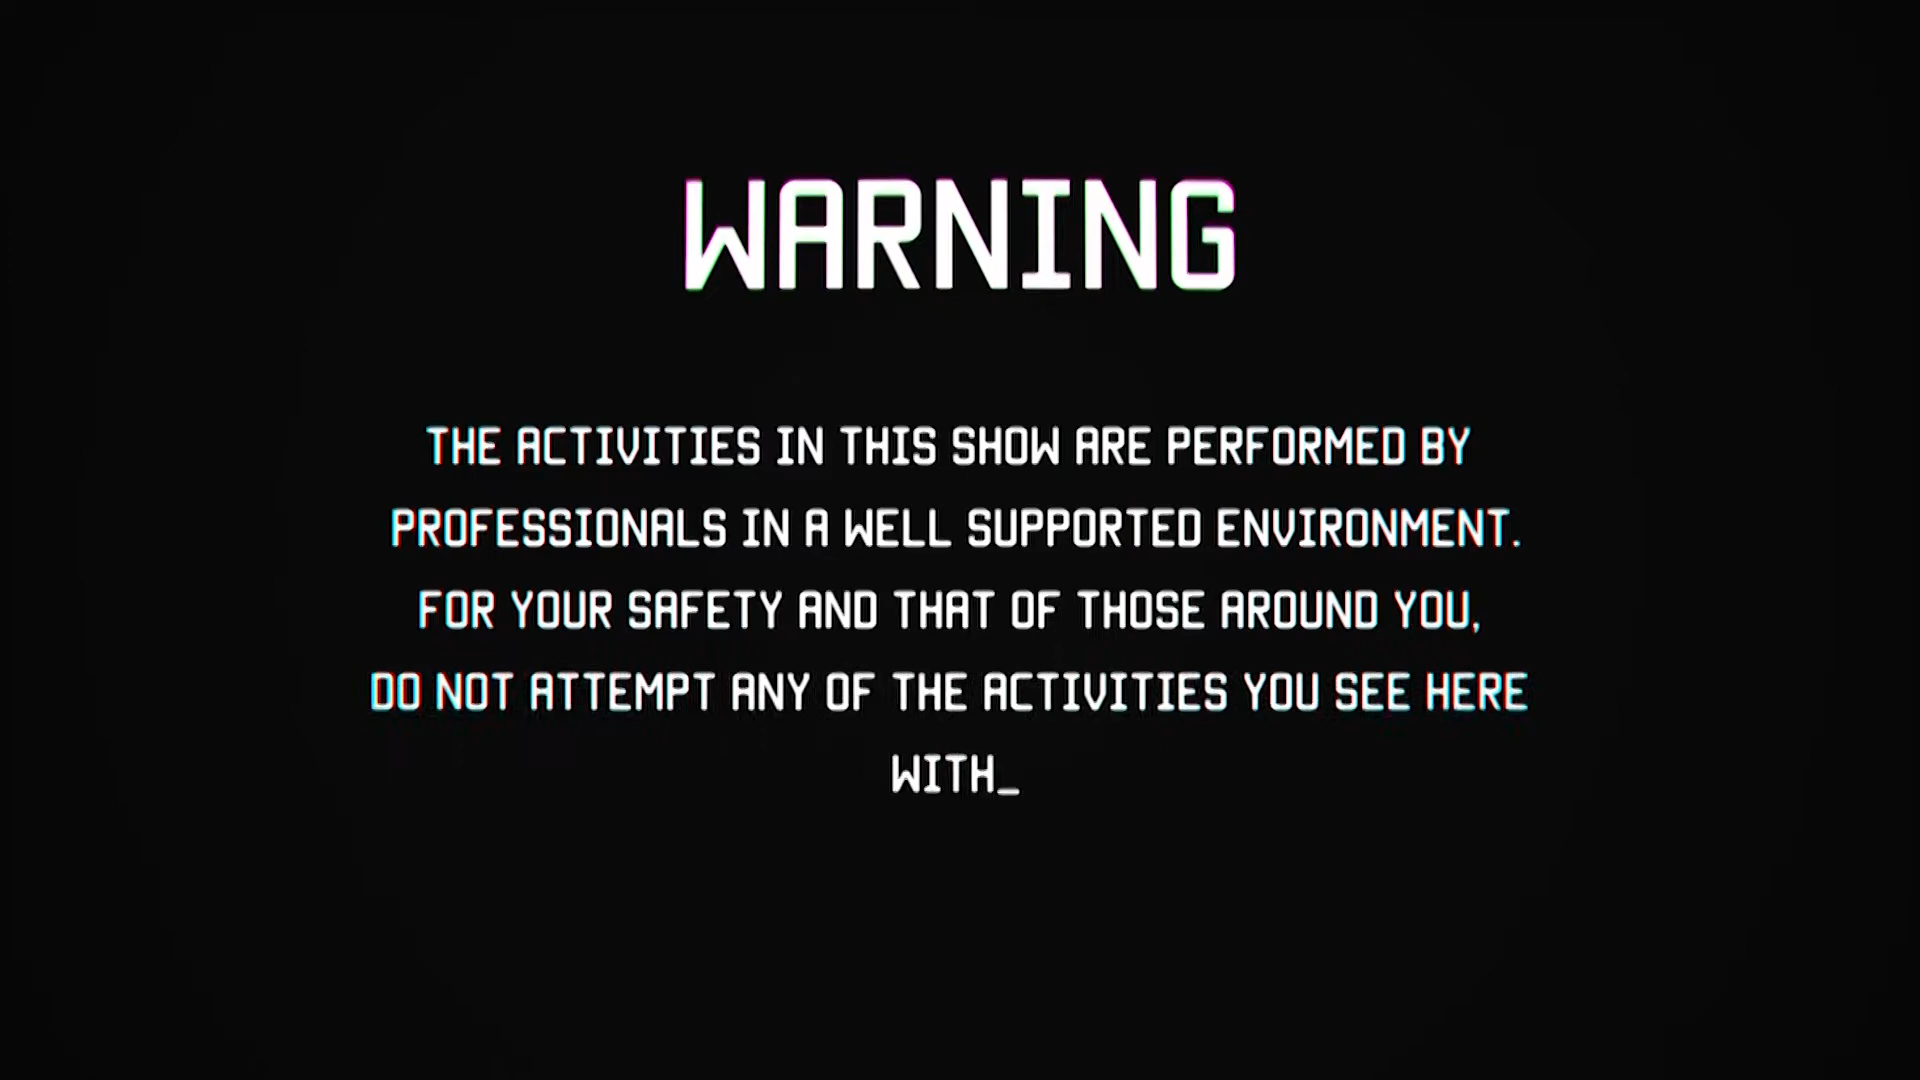 WARNING
THE ACTIVITIES IN THIS SHOW ARE PERFORMED BY
PROFESSIONALS IN A WELL SUPPORTED ENVIRONMENT.
FOR YOUR SAFETY AND THAT OF THOSE AROUND YOU,
DO NOT ATTEMPT ANY OF THE ACTIVITIES YOU SEE HERE
WITH_